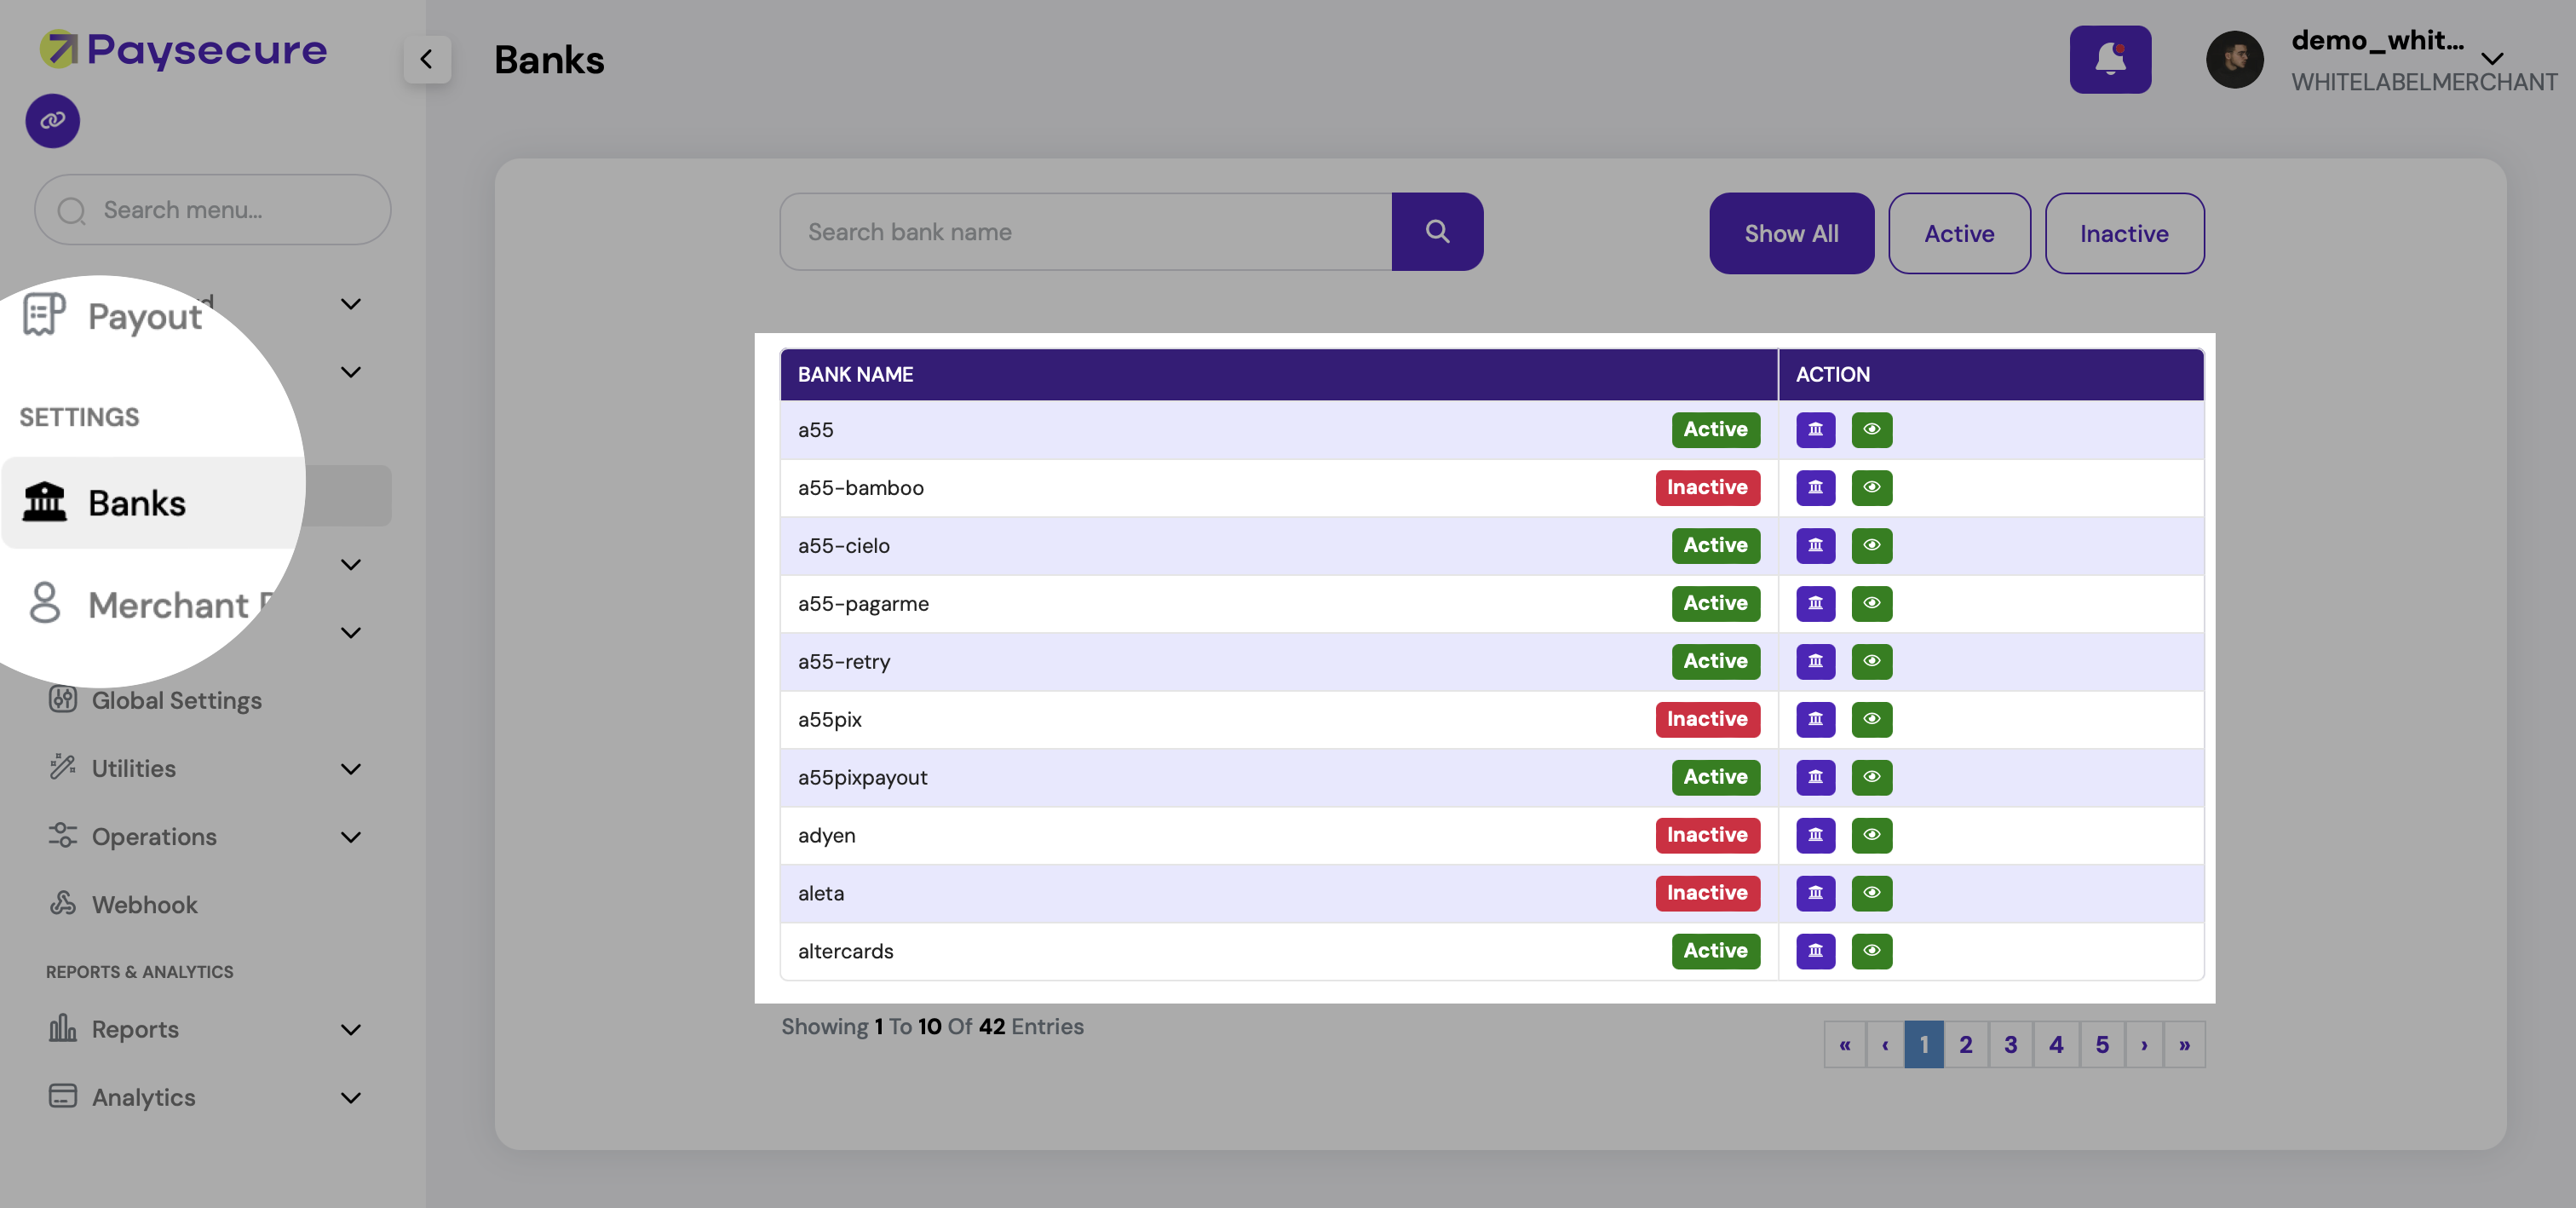 Paysecure
Banks
demo_whit...
WHITELABELMERCHANT
Search menu...
Payout
SETTINGS
Banks
Merchant
Global Settings
Utilities
Operations
Webhook
REPORTS & ANALYTICS
Reports
Analytics
Search bank name
Show All
Active
Inactive
BANK NAME ACTION
a55 Active
a55-bamboo Inactive
a55-cielo Active
a55-pagarme Active
a55-retry Active
a55pix Inactive
a55pixpayout Active
adyen Inactive
aleta Inactive
altercards Active
Showing 1 To 10 Of 42 Entries
« ‹ 1 2 3 4 5 › »